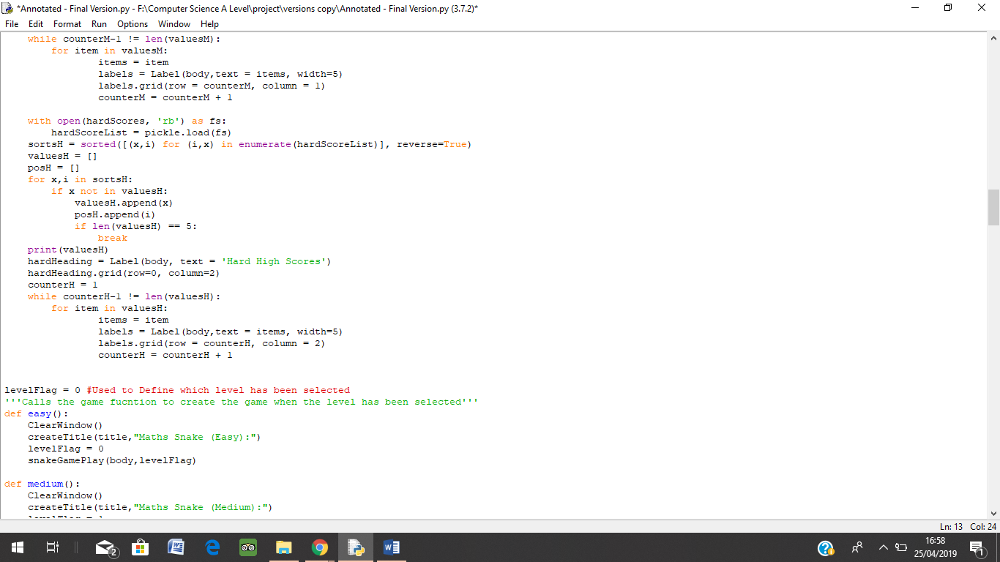 *Annotated - Final Version.py - F:\Computer Science A Level\project\versions copy\Annotated - Final Version.py (3.7.2)*
File Edit Format Run Options Window Help
    while counterM-1 != len(valuesM):
        for item in valuesM:
                items = item
                labels = Label(body,text = items, width=5)
                labels.grid(row = counterM, column = 1)
                counterM = counterM + 1

    with open(hardScores, 'rb') as fs:
        hardScoreList = pickle.load(fs)
    sortsH = sorted([(x,i) for (i,x) in enumerate(hardScoreList)], reverse=True)
    valuesH = []
    posH = []
    for x,i in sortsH:
        if x not in valuesH:
            valuesH.append(x)
            posH.append(i)
            if len(valuesH) == 5:
                break
    print(valuesH)
    hardHeading = Label(body, text = 'Hard High Scores')
    hardHeading.grid(row=0, column=2)
    counterH = 1
    while counterH-1 != len(valuesH):
        for item in valuesH:
                items = item
                labels = Label(body,text = items, width=5)
                labels.grid(row = counterH, column = 2)
                counterH = counterH + 1

levelFlag = 0 #Used to Define which level has been selected
'''Calls the game fucntion to create the game when the level has been selected'''
def easy():
    ClearWindow()
    createTitle(title,"Maths Snake (Easy):")
    levelFlag = 0
    snakeGamePlay(body,levelFlag)

def medium():
    ClearWindow()
    createTitle(title,"Maths Snake (Medium):")
Ln: 13 Col: 24
2
16:58
25/04/2019
1